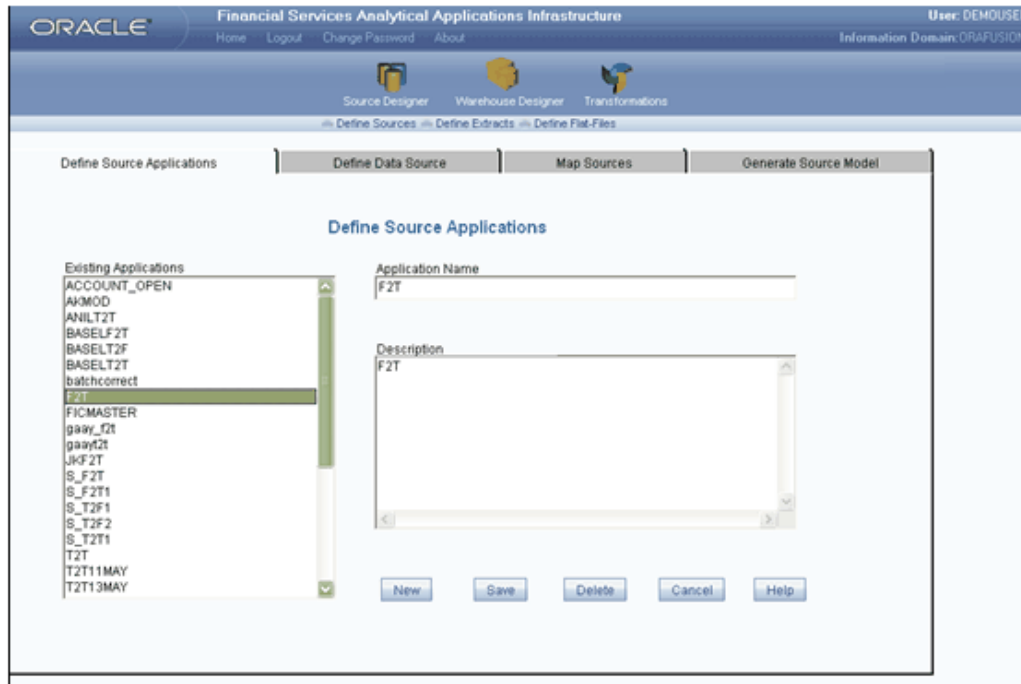 ORACLE
Financial Services Analytical Applications Infrastructure
User: DEMOUSE
Home Logout Change Password About
Information Domain:ORAFUSION
Source Designer Warehouse Designer Transformations
Define Sources Define Extracts Define Flat-Files
Define Source Applications Define Data Source Map Sources Generate Source Model
Define Source Applications
Existing Applications
ACCOUNT_OPEN
AKMOD
ANILT2T
BASELF2T
BASELT2F
BASELT2T
batchcorrect
F2T
FICMASTER
gaay_f2t
gaayt2t
JKF2T
S_F2T
S_F2T1
S_T2F1
S_T2F2
S_T2T1
T2T
T2T11MAY
T2T13MAY
Application Name
F2T
Description
F2T
New Save Delete Cancel Help